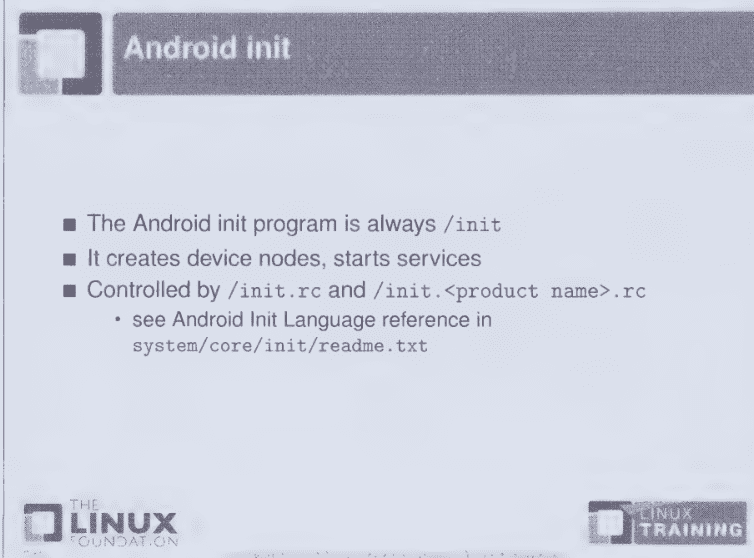 Android init
■ The Android init program is always /init
■ It creates device nodes, starts services
■ Controlled by /init.rc and /init.<product name>.rc
• see Android Init Language reference in
system/core/init/readme.txt
THE
LINUX
FOUNDATION
LINUX
TRAINING